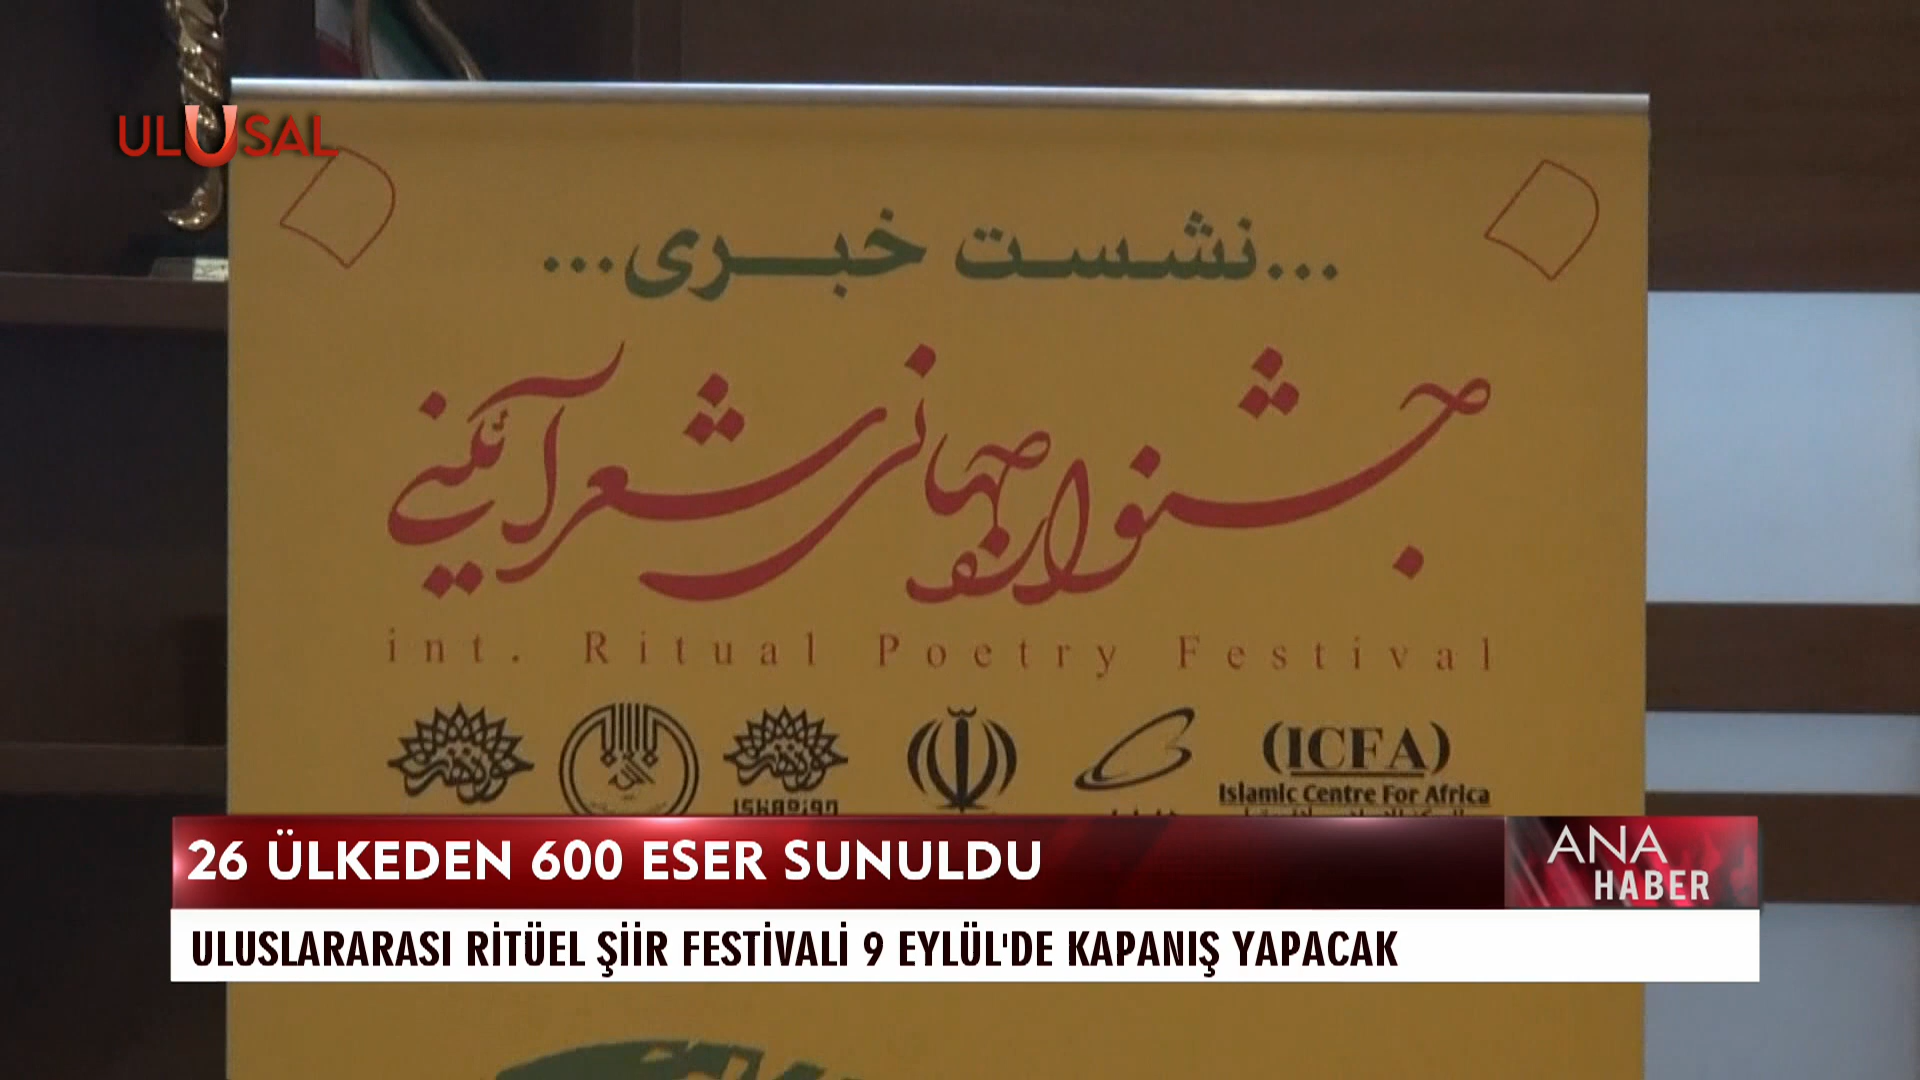 ULUSAL
...نشست خبری...
جشنواره جهانی شعر آئینی
int. Ritual Poetry Festival
(ICFA)
Islamic Centre For Africa
26 ÜLKEDEN 600 ESER SUNULDU
ANA HABER
ULUSLARARASI RİTÜEL ŞİİR FESTİVALİ 9 EYLÜL'DE KAPANIŞ YAPACAK